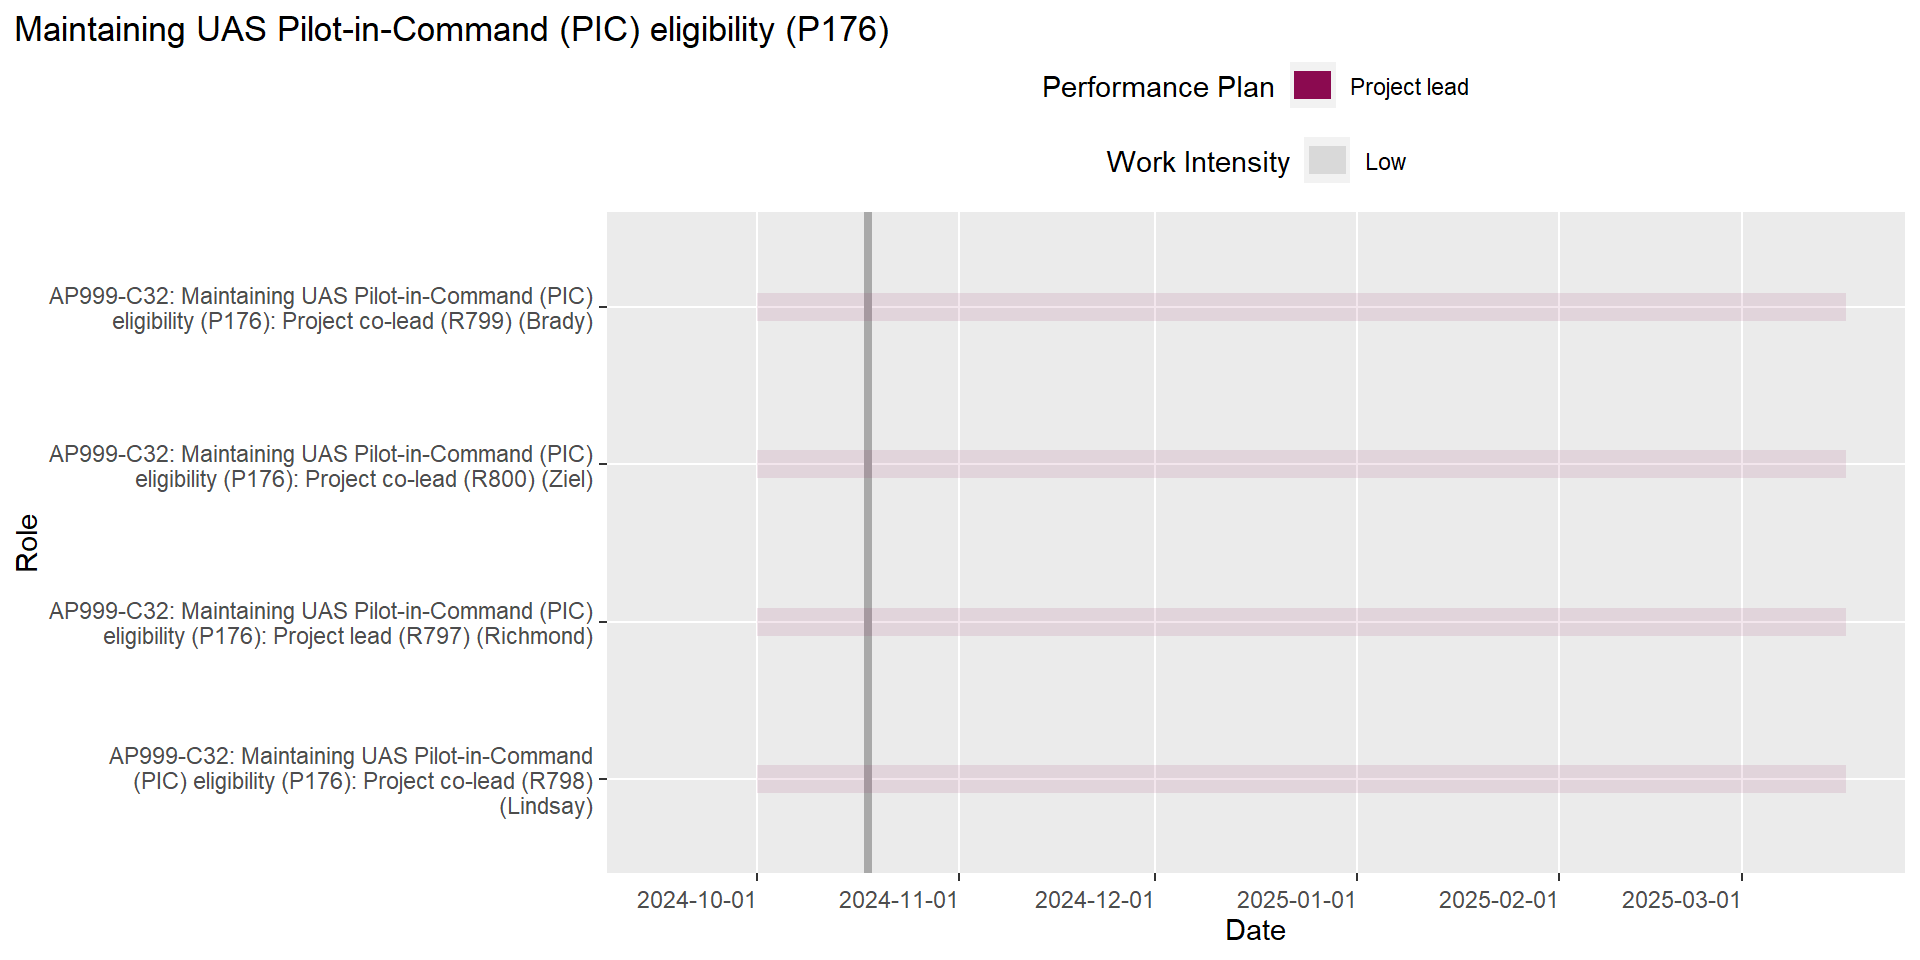 Maintaining UAS Pilot-in-Command (PIC) eligibility (P176)
Performance Plan
Project lead
Work Intensity
Low
AP999-C32: Maintaining UAS Pilot-in-Command (PIC)
eligibility (P176): Project co-lead (R799) (Brady)
AP999-C32: Maintaining UAS Pilot-in-Command (PIC)
eligibility (P176): Project co-lead (R800) (Ziel)
Role
AP999-C32: Maintaining UAS Pilot-in-Command (PIC)
eligibility (P176): Project lead (R797) (Richmond)
AP999-C32: Maintaining UAS Pilot-in-Command
(PIC) eligibility (P176): Project co-lead (R798)
(Lindsay)
2024-10-01
2024-11-01
2024-12-01
2025-01-01
2025-02-01
2025-03-01
Date